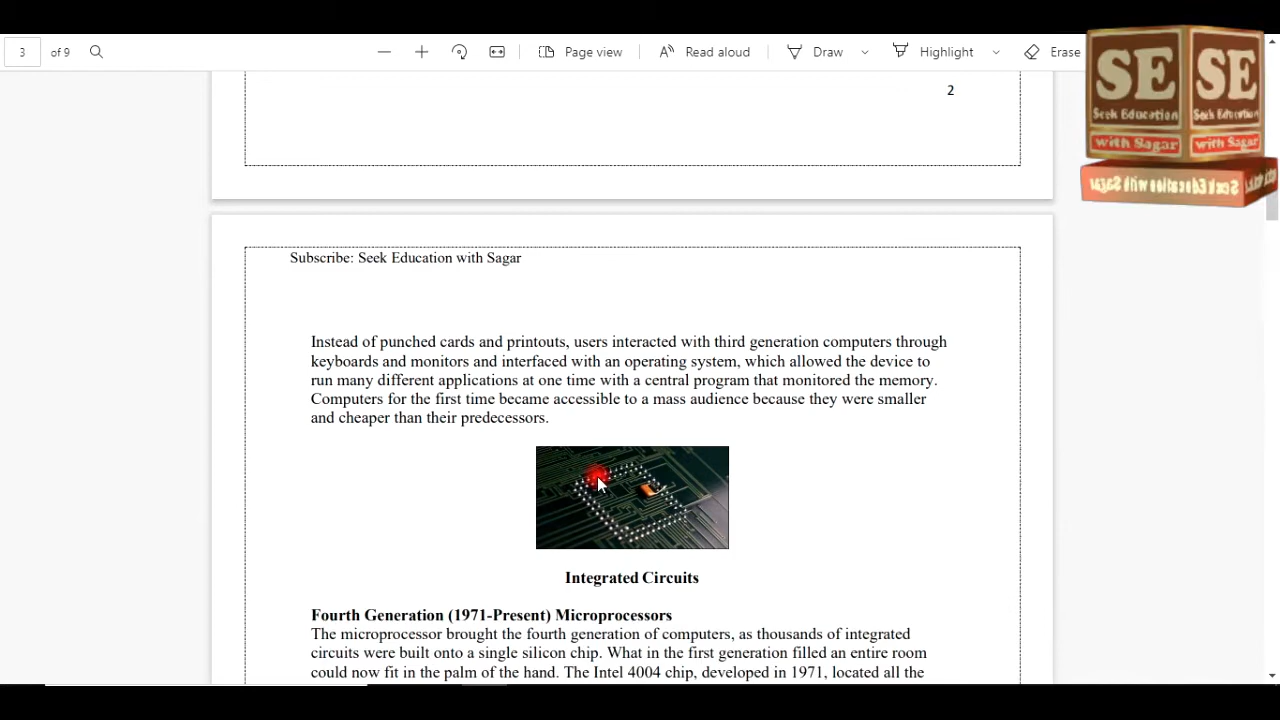 3 of 9
Page view
Read aloud
Draw
Highlight
Erase
SE SE
Seek Education Seek Education
with Sagar with Sagar
2
Subscribe: Seek Education with Sagar
Instead of punched cards and printouts, users interacted with third generation computers through
keyboards and monitors and interfaced with an operating system, which allowed the device to
run many different applications at one time with a central program that monitored the memory.
Computers for the first time became accessible to a mass audience because they were smaller
and cheaper than their predecessors.
Integrated Circuits
Fourth Generation (1971-Present) Microprocessors
The microprocessor brought the fourth generation of computers, as thousands of integrated
circuits were built onto a single silicon chip. What in the first generation filled an entire room
could now fit in the palm of the hand. The Intel 4004 chip, developed in 1971, located all the